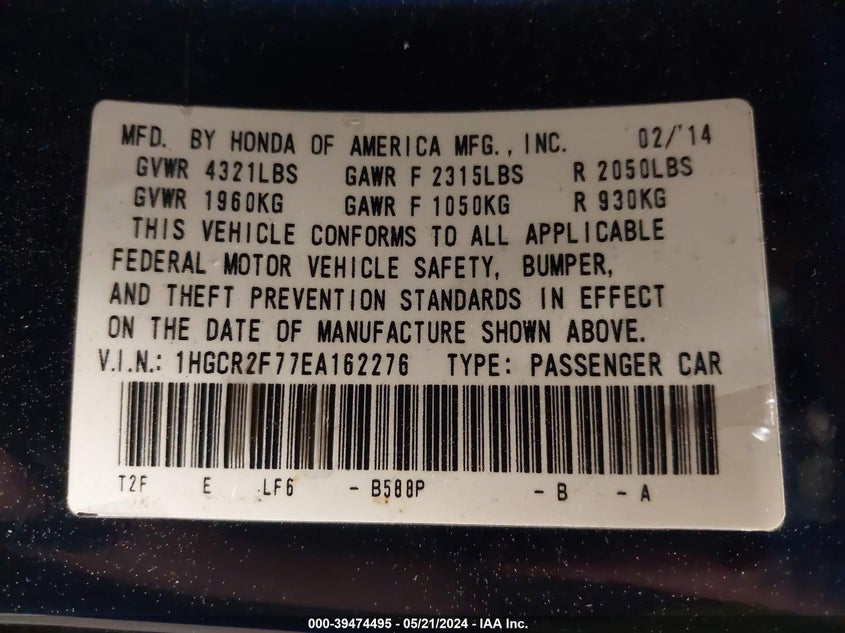 MFD. BY HONDA OF AMERICA MFG., INC. 02/'14
GVWR 4321LBS GAWR F 2315LBS R 2050LBS
GVWR 1960KG GAWR F 1050KG R 930KG
THIS VEHICLE CONFORMS TO ALL APPLICABLE
FEDERAL MOTOR VEHICLE SAFETY, BUMPER,
AND THEFT PREVENTION STANDARDS IN EFFECT
ON THE DATE OF MANUFACTURE SHOWN ABOVE.
V.I.N.: 1HGCR2F77EA162276 TYPE: PASSENGER CAR
T2F E LF6 - B588P - B - A
000-39474495 - 05/21/2024 - IAA Inc.